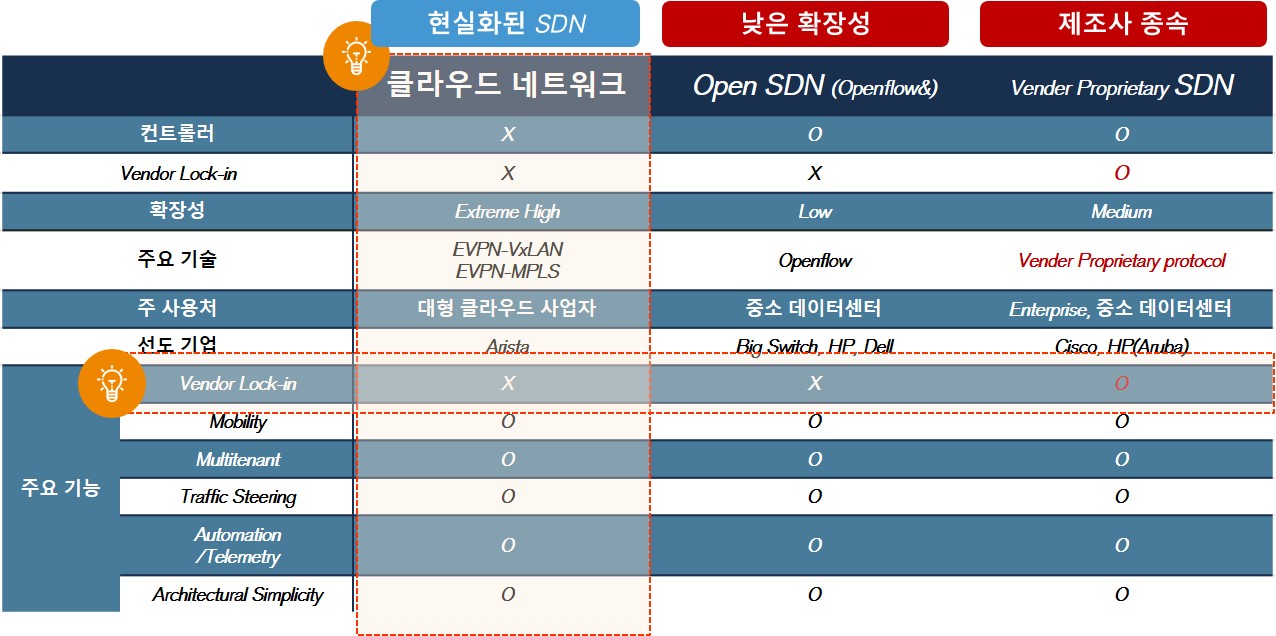 현실화된 SDN 낮은 확장성 제조사 종속
클라우드 네트워크 Open SDN (Openflow&) Vender Proprietary SDN
컨트롤러 X O O
Vendor Lock-in X X O
확장성 Extreme High Low Medium
주요 기술 EVPN-VxLAN
EVPN-MPLS Openflow Vender Proprietary protocol
주 사용처 대형 클라우드 사업자 중소 데이터센터 Enterprise, 중소 데이터센터
선도 기업 Arista Big Switch, HP, Dell Cisco, HP(Aruba)
주요 기능
Vendor Lock-in X X O
Mobility O O O
Multitenant O O O
Traffic Steering O O O
Automation
/Telemetry O O O
Architectural Simplicity O O O